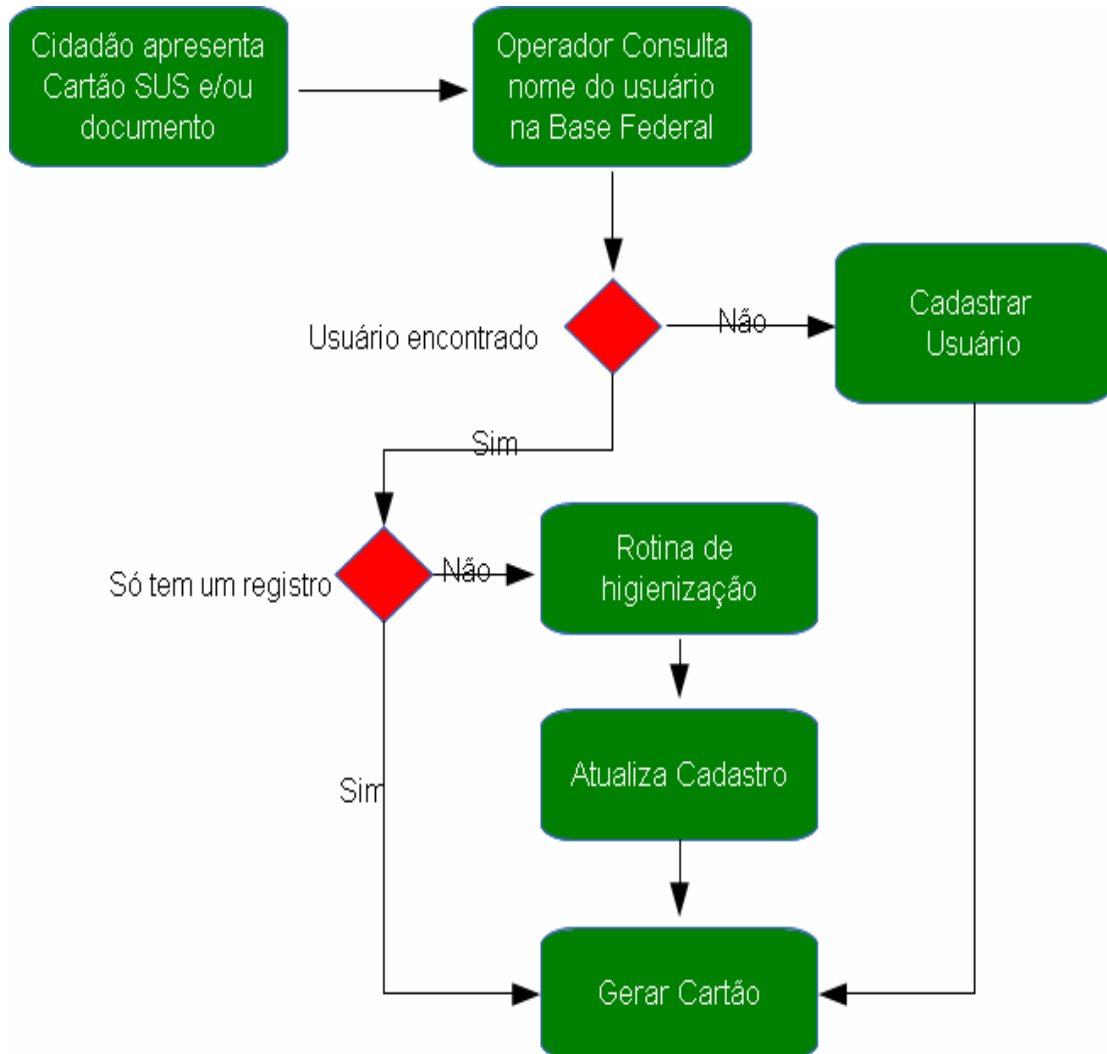 Cidadão apresenta
Cartão SUS e/ou
documento
Operador Consulta
nome do usuário
na Base Federal
Usuário encontrado
Não
Cadastrar
Usuário
Sim
Só tem um registro
Não
Rotina de
higienização
Atualiza Cadastro
Sim
Gerar Cartão